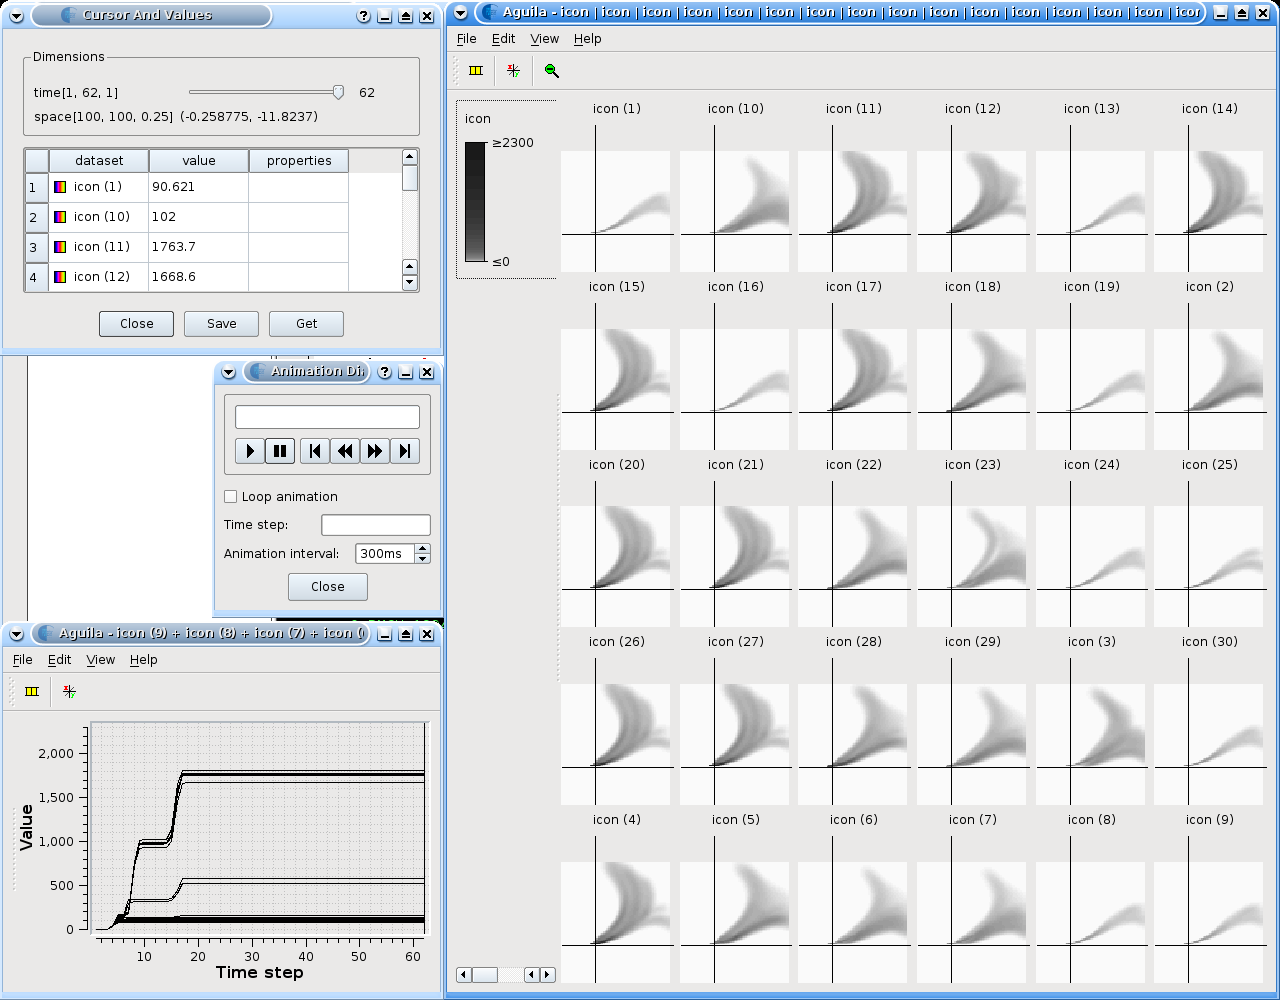 Cursor And Values
?
Dimensions
time[1, 62, 1]
62
space[100, 100, 0.25] (-0.258775, -11.8237)
dataset value properties
1 icon (1) 90.621
2 icon (10) 102
3 icon (11) 1763.7
4 icon (12) 1668.6
Close Save Get
Animation Di
?
Loop animation
Time step:
Animation interval: 300ms
Close
Aguila - icon (9) + icon (8) + icon (7) + icon (
File Edit View Help
Value
2,000
1,500
1,000
500
0
10 20 30 40 50 60
Time step
Aguila - icon | icon | icon | icon | icon | icon | icon | icon | icon | icon | icon | icon | icon | icon | icon | icon | icon
File Edit View Help
icon
≥2300
≤0
icon (1) icon (10) icon (11) icon (12) icon (13) icon (14)
icon (15) icon (16) icon (17) icon (18) icon (19) icon (2)
icon (20) icon (21) icon (22) icon (23) icon (24) icon (25)
icon (26) icon (27) icon (28) icon (29) icon (3) icon (30)
icon (4) icon (5) icon (6) icon (7) icon (8) icon (9)